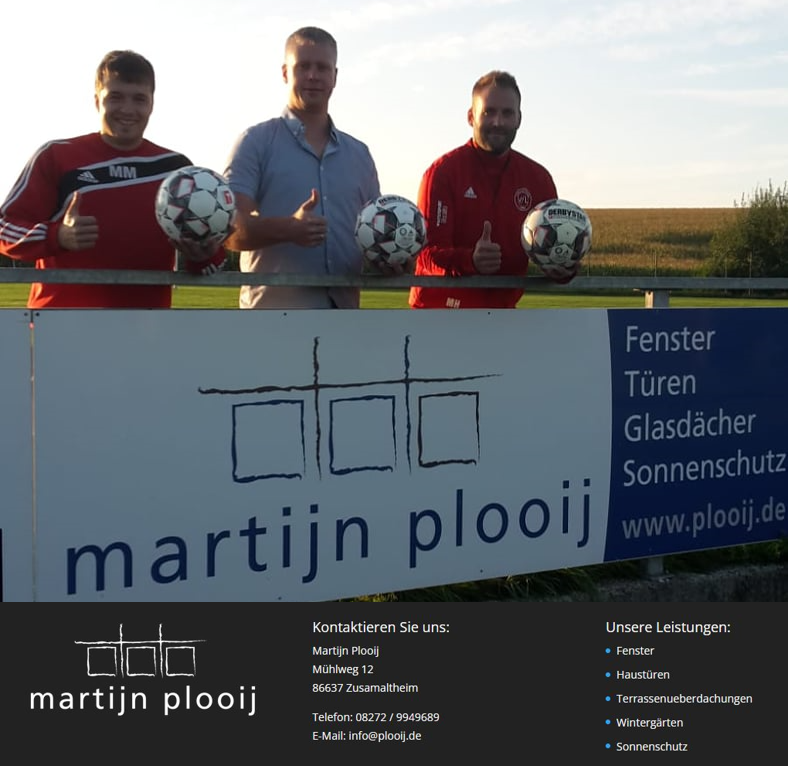 MM
DERBYSTAR
MH
Fenster
Türen
Glasdächer
Sonnenschutz
www.plooij.de
martijn plooij
martijn plooij
Kontaktieren Sie uns:
Martijn Plooij
Mühlweg 12
86637 Zusamaltheim
Telefon: 08272 / 9949689
E-Mail: info@plooij.de
Unsere Leistungen:
Fenster
Haustüren
Terrassenueberdachungen
Wintergärten
Sonnenschutz